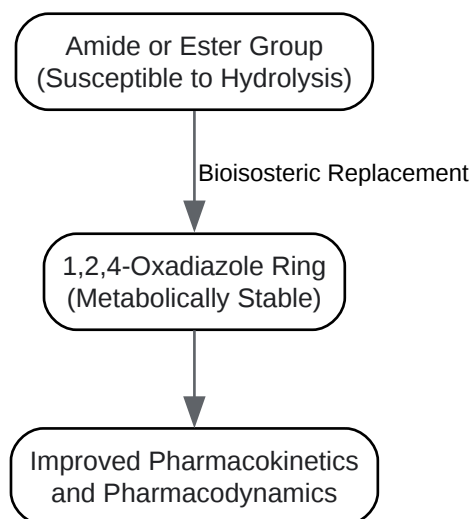 Amide or Ester Group
(Susceptible to Hydrolysis)
Bioisosteric Replacement
1,2,4-Oxadiazole Ring
(Metabolically Stable)
Improved Pharmacokinetics
and Pharmacodynamics